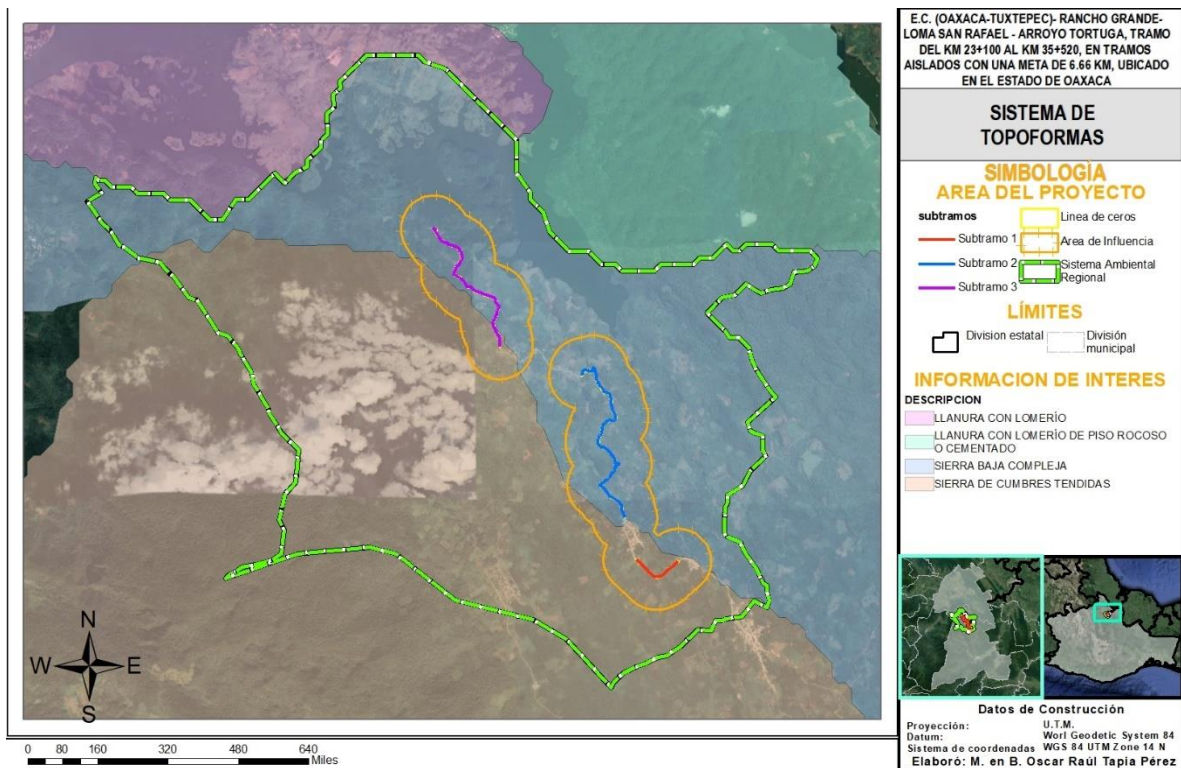 E.C. (OAXACA-TUXTEPEC)- RANCHO GRANDE-
LOMA SAN RAFAEL - ARROYO TORTUGA, TRAMO
DEL KM 23+100 AL KM 35+520, EN TRAMOS
AISLADOS CON UNA META DE 6.66 KM, UBICADO
EN EL ESTADO DE OAXACA
SISTEMA DE
TOPOFORMAS
SIMBOLOGÌA
AREA DEL PROYECTO
subtramos
Subtramo 1
Subtramo 2
Subtramo 3
Linea de ceros
Area de Influencia
Sistema Ambiental
Regional
LÍMITES
Division estatal
División
municipal
INFORMACION DE INTERES
DESCRIPCION
LLANURA CON LOMERÌO
LLANURA CON LOMERÌO DE PISO ROCOSO
O CEMENTADO
SIERRA BAJA COMPLEJA
SIERRA DE CUMBRES TENDIDAS
N
W E
S
0 80 160 320 480 640
Miles
Datos de Construcción
Proyección: U.T.M.
Datum: Worl Geodetic System 84
Sistema de coordenadas WGS 84 UTM Zone 14 N
Elaboró: M. en B. Oscar Raúl Tapia Pérez